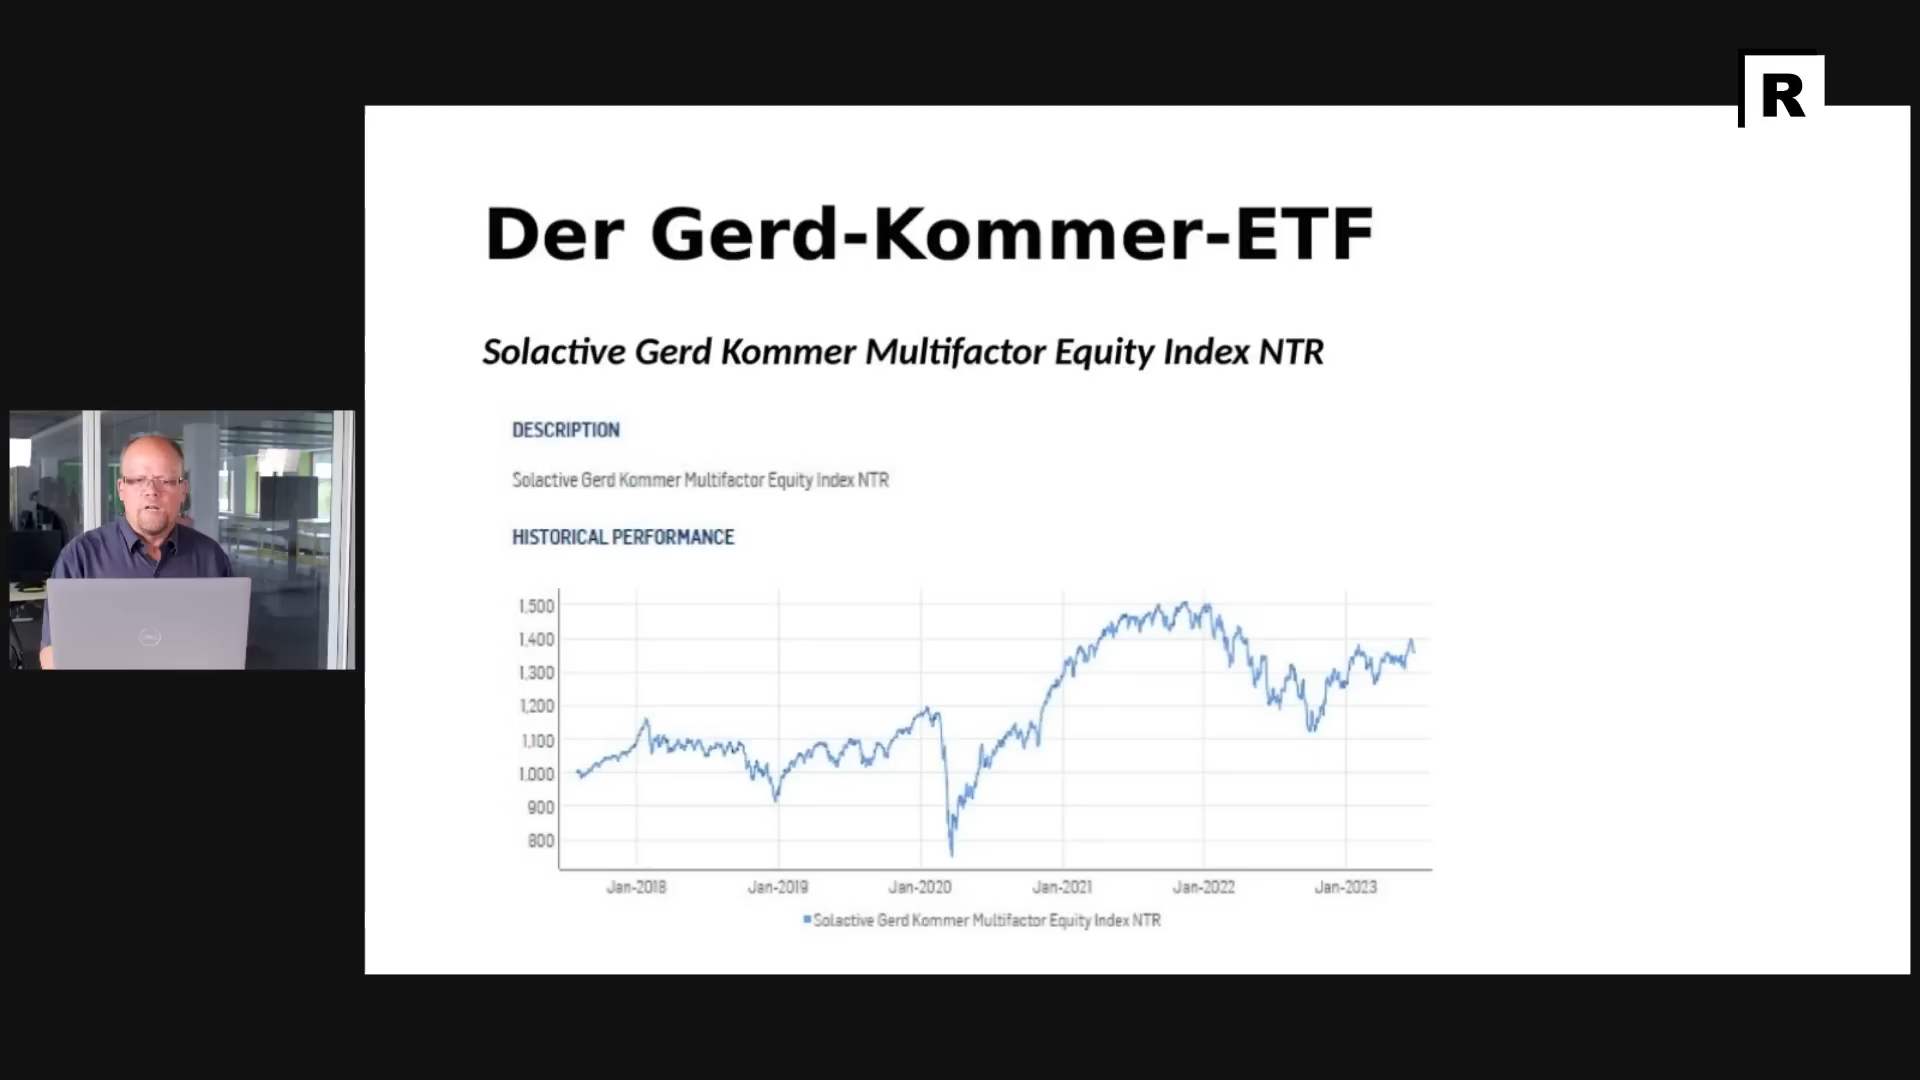 R
Der Gerd-Kommer-ETF
Solactive Gerd Kommer Multifactor Equity Index NTR
DESCRIPTION
Solactive Gerd Kommer Multifactor Equity Index NTR
HISTORICAL PERFORMANCE
1,500
1,400
1,300
1,200
1,100
1,000
900
800
Jan-2018 Jan-2019 Jan-2020 Jan-2021 Jan-2022 Jan-2023
Solactive Gerd Kommer Multifactor Equity Index NTR
DELL